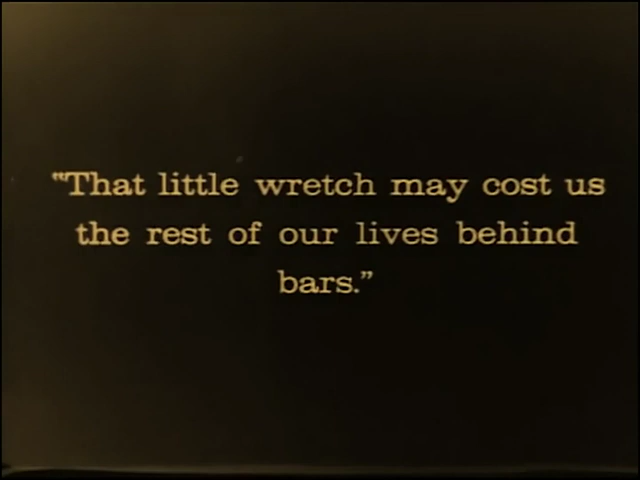 “That little wretch may cost us
the rest of our lives behind
bars.”